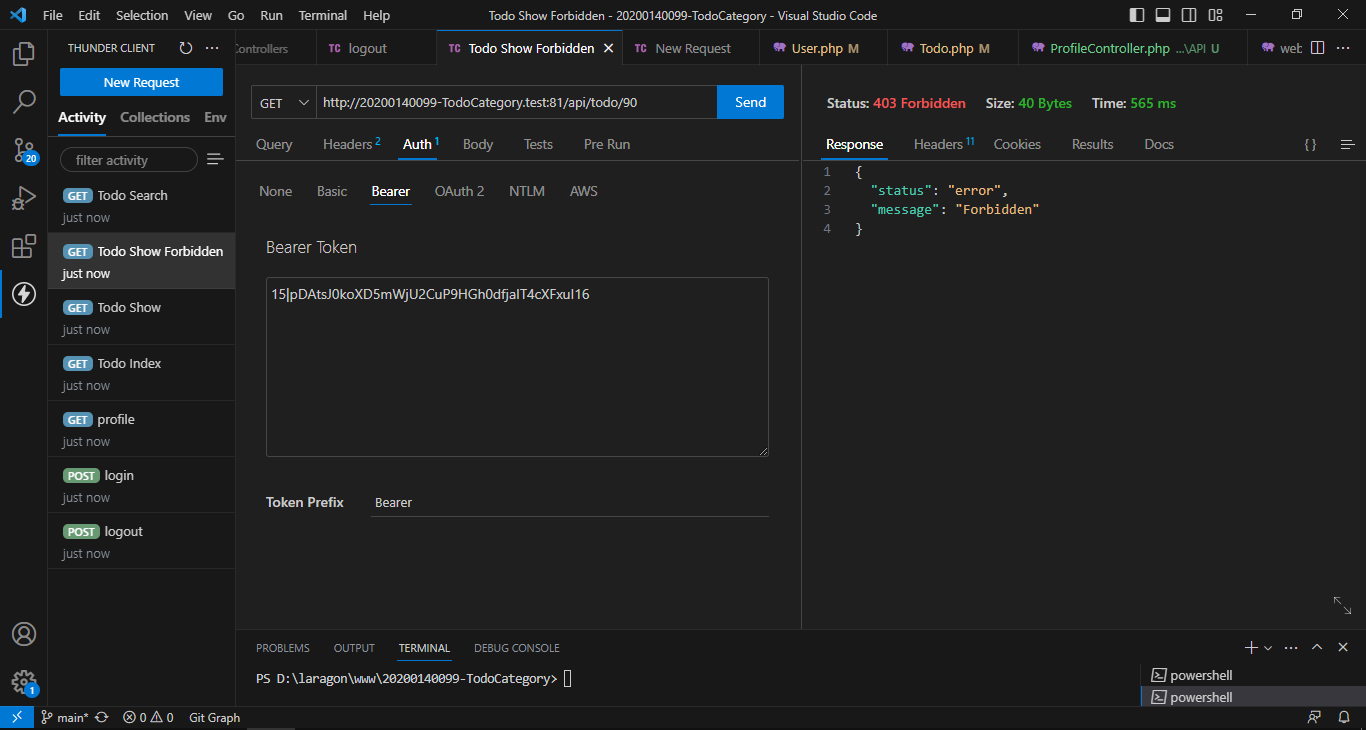 File Edit Selection View Go Run Terminal Help Todo Show Forbidden - 20200140099-TodoCategory - Visual Studio Code
THUNDER CLIENT
New Request
Activity Collections Env
filter activity
GET Todo Search
just now
GET Todo Show Forbidden
just now
GET Todo Show
just now
GET Todo Index
just now
GET profile
just now
POST login
just now
POST logout
just now
20
1
Controllers TC logout TC Todo Show Forbidden TC New Request User.php M Todo.php M ProfileController.php ...\API U web
GET http://20200140099-TodoCategory.test:81/api/todo/90 Send
Query Headers 2 Auth 1 Body Tests Pre Run
None Basic Bearer OAuth 2 NTLM AWS
Bearer Token
15|pDAtsJ0koXD5mWjU2CuP9HGh0dfjaIT4cXFxuI16
Token Prefix Bearer
Status: 403 Forbidden Size: 40 Bytes Time: 565 ms
Response Headers 11 Cookies Results Docs { }
1 {
2 "status": "error",
3 "message": "Forbidden"
4 }
PROBLEMS OUTPUT TERMINAL DEBUG CONSOLE
PS D:\laragon\www\20200140099-TodoCategory>
powershell
powershell
main* 0 0 Git Graph